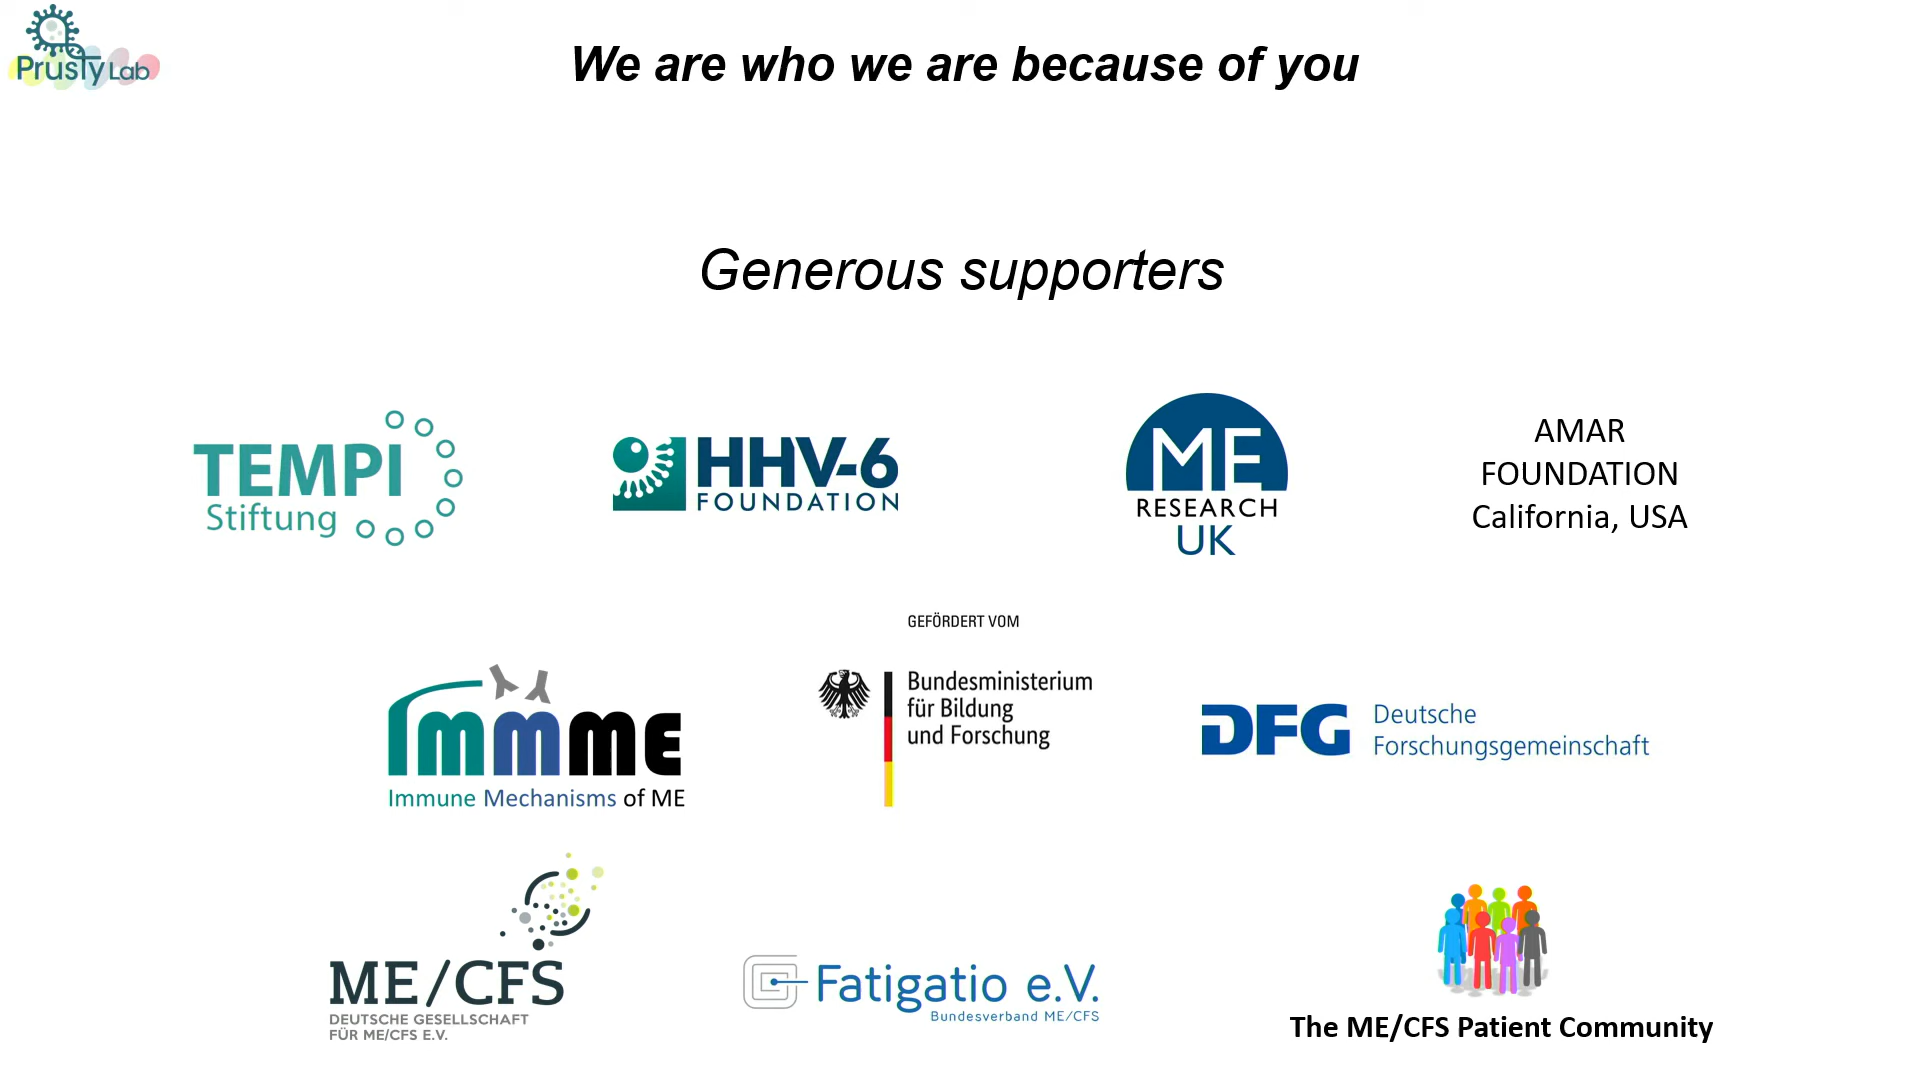 Prusty Lab
We are who we are because of you
Generous supporters
TEMPI
Stiftung
HHV-6
FOUNDATION
ME
RESEARCH
UK
AMAR
FOUNDATION
California, USA
ImmME
Immune Mechanisms of ME
GEFÖRDERT VOM
Bundesministerium
für Bildung
und Forschung
DFG
Deutsche
Forschungsgemeinschaft
ME/CFS
DEUTSCHE GESELLSCHAFT
FÜR ME/CFS E.V.
Fatigatio e.V.
Bundesverband ME/CFS
The ME/CFS Patient Community